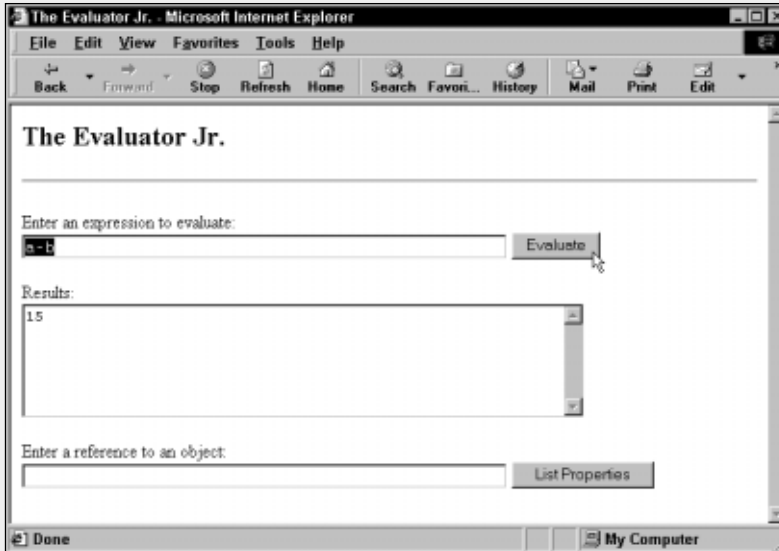 The Evaluator Jr. - Microsoft Internet Explorer
File Edit View Favorites Tools Help
Back Forward Stop Refresh Home Search Favori... History Mail Print Edit
The Evaluator Jr.
Enter an expression to evaluate:
a-b Evaluate
Results:
15
Enter a reference to an object:
List Properties
Done My Computer